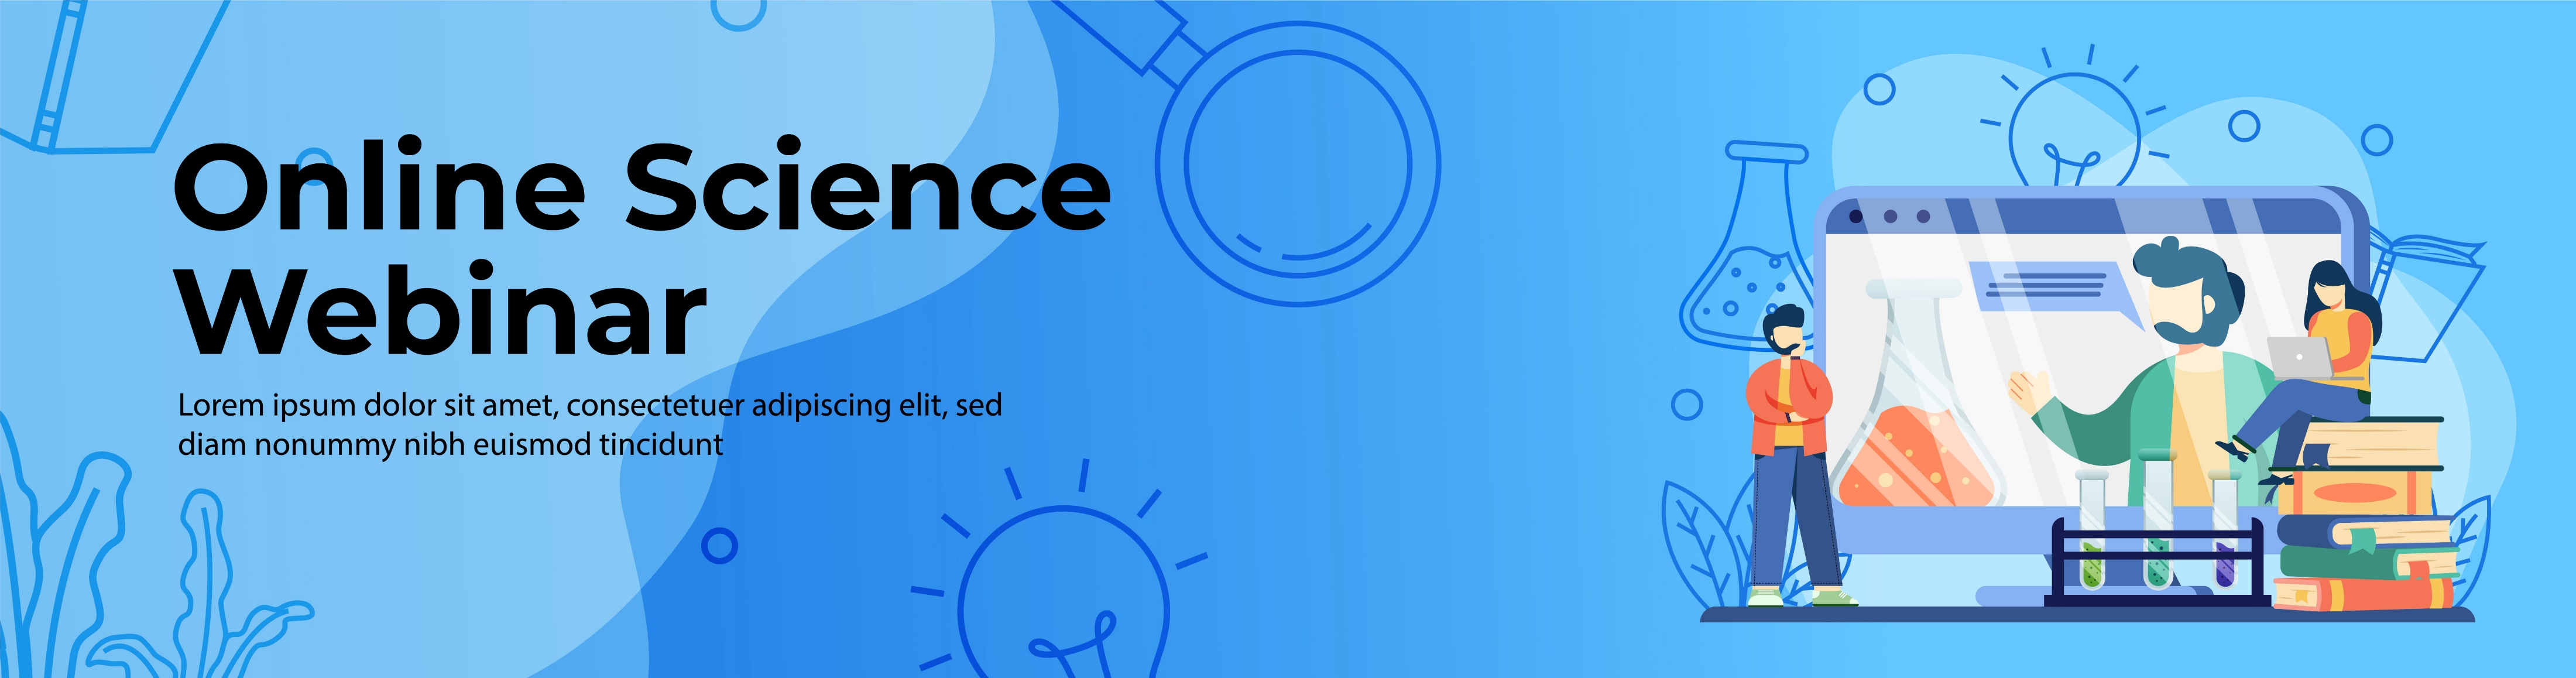 Online Science
Webinar
Lorem ipsum dolor sit amet, consectetuer adipiscing elit, sed
diam nonummy nibh euismod tincidunt